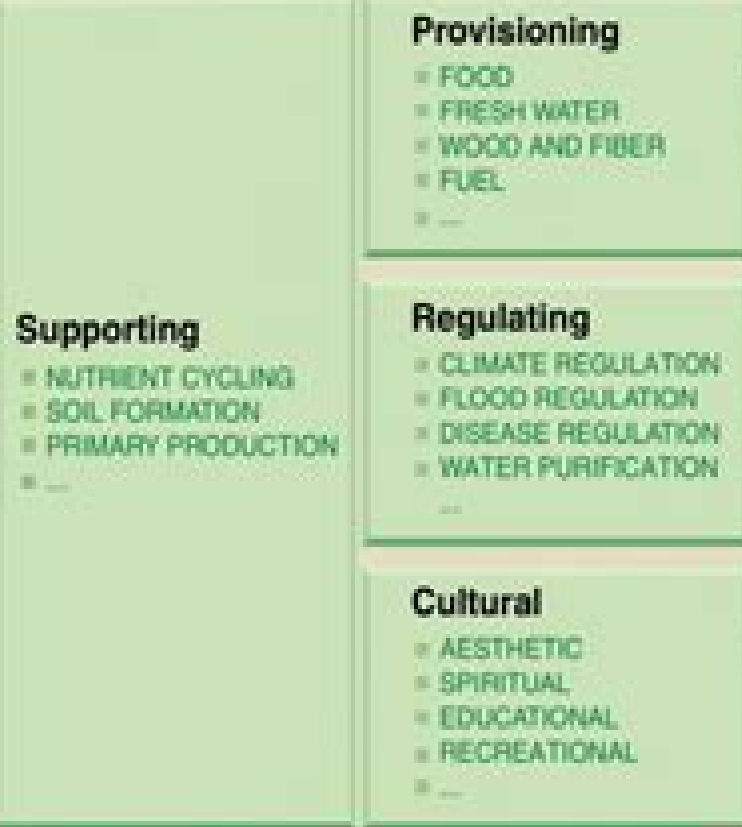 Supporting
NUTRIENT CYCLING
SOIL FORMATION
PRIMARY PRODUCTION
...
Provisioning
FOOD
FRESH WATER
WOOD AND FIBER
FUEL
...
Regulating
CLIMATE REGULATION
FLOOD REGULATION
DISEASE REGULATION
WATER PURIFICATION
...
Cultural
AESTHETIC
SPIRITUAL
EDUCATIONAL
RECREATIONAL
...